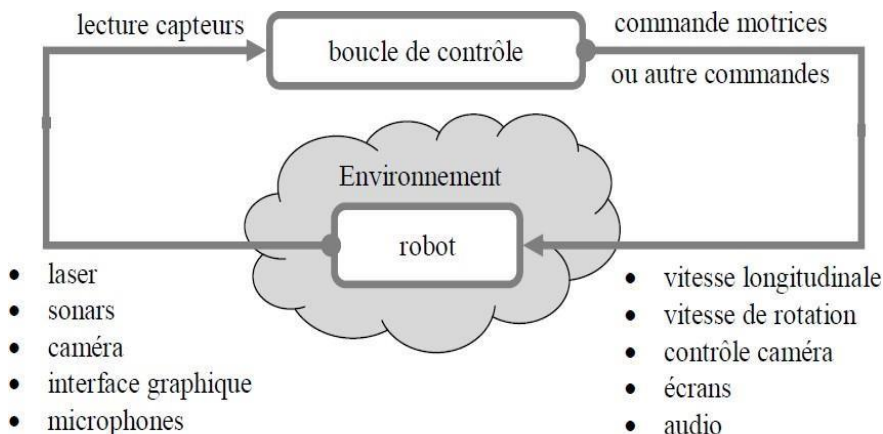 lecture capteurs
boucle de contrôle
commande motrices
ou autre commandes
Environnement
robot
• laser
• sonars
• caméra
• interface graphique
• microphones
• vitesse longitudinale
• vitesse de rotation
• contrôle caméra
• écrans
• audio